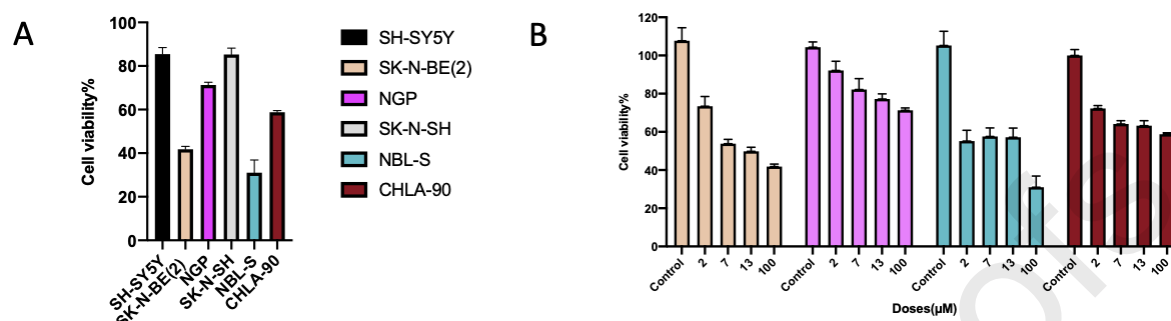 A
Cell viability%
100
80
60
40
20
0
SH-SY5Y
SK-N-BE(2)
NGP
SK-N-SH
NBL-S
CHLA-90
SH-SY5Y
SK-N-BE(2)
NGP
SK-N-SH
NBL-S
CHLA-90
B
Cell viability%
120
100
80
60
40
20
0
Control 2 7 13 100 Control 2 7 13 100 Control 2 7 13 100 Control 2 7 13 100
Doses(µM)